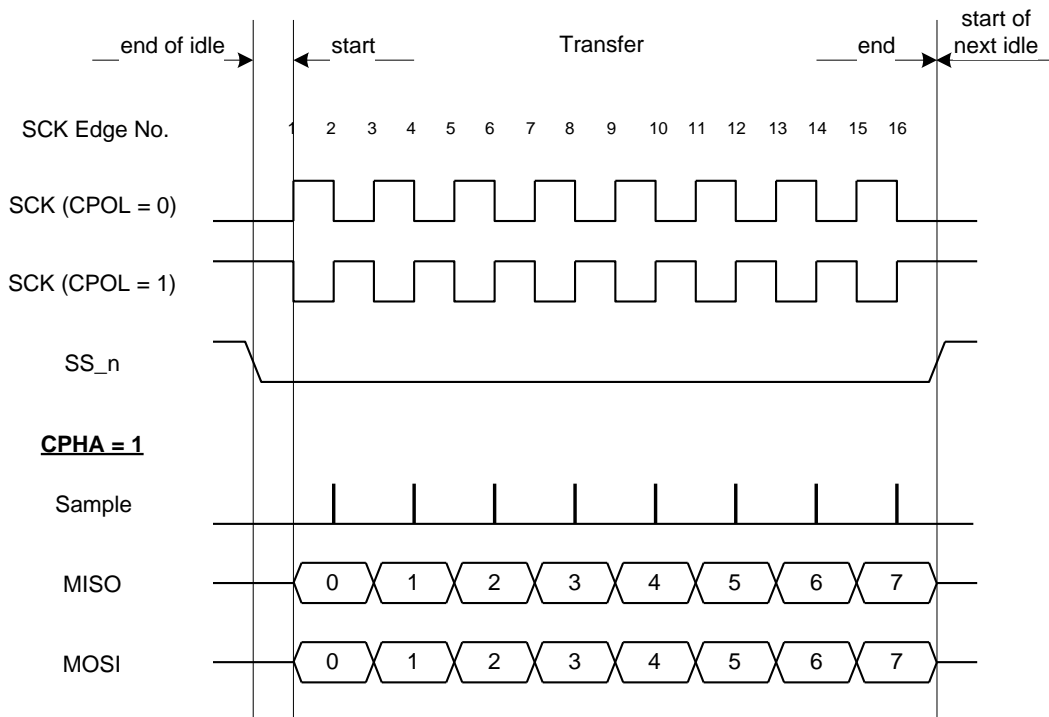 end of idle start Transfer end start of
next idle
SCK Edge No. 1 2 3 4 5 6 7 8 9 10 11 12 13 14 15 16
SCK (CPOL = 0)
SCK (CPOL = 1)
SS_n
CPHA = 1
Sample
MISO 0 1 2 3 4 5 6 7
MOSI 0 1 2 3 4 5 6 7